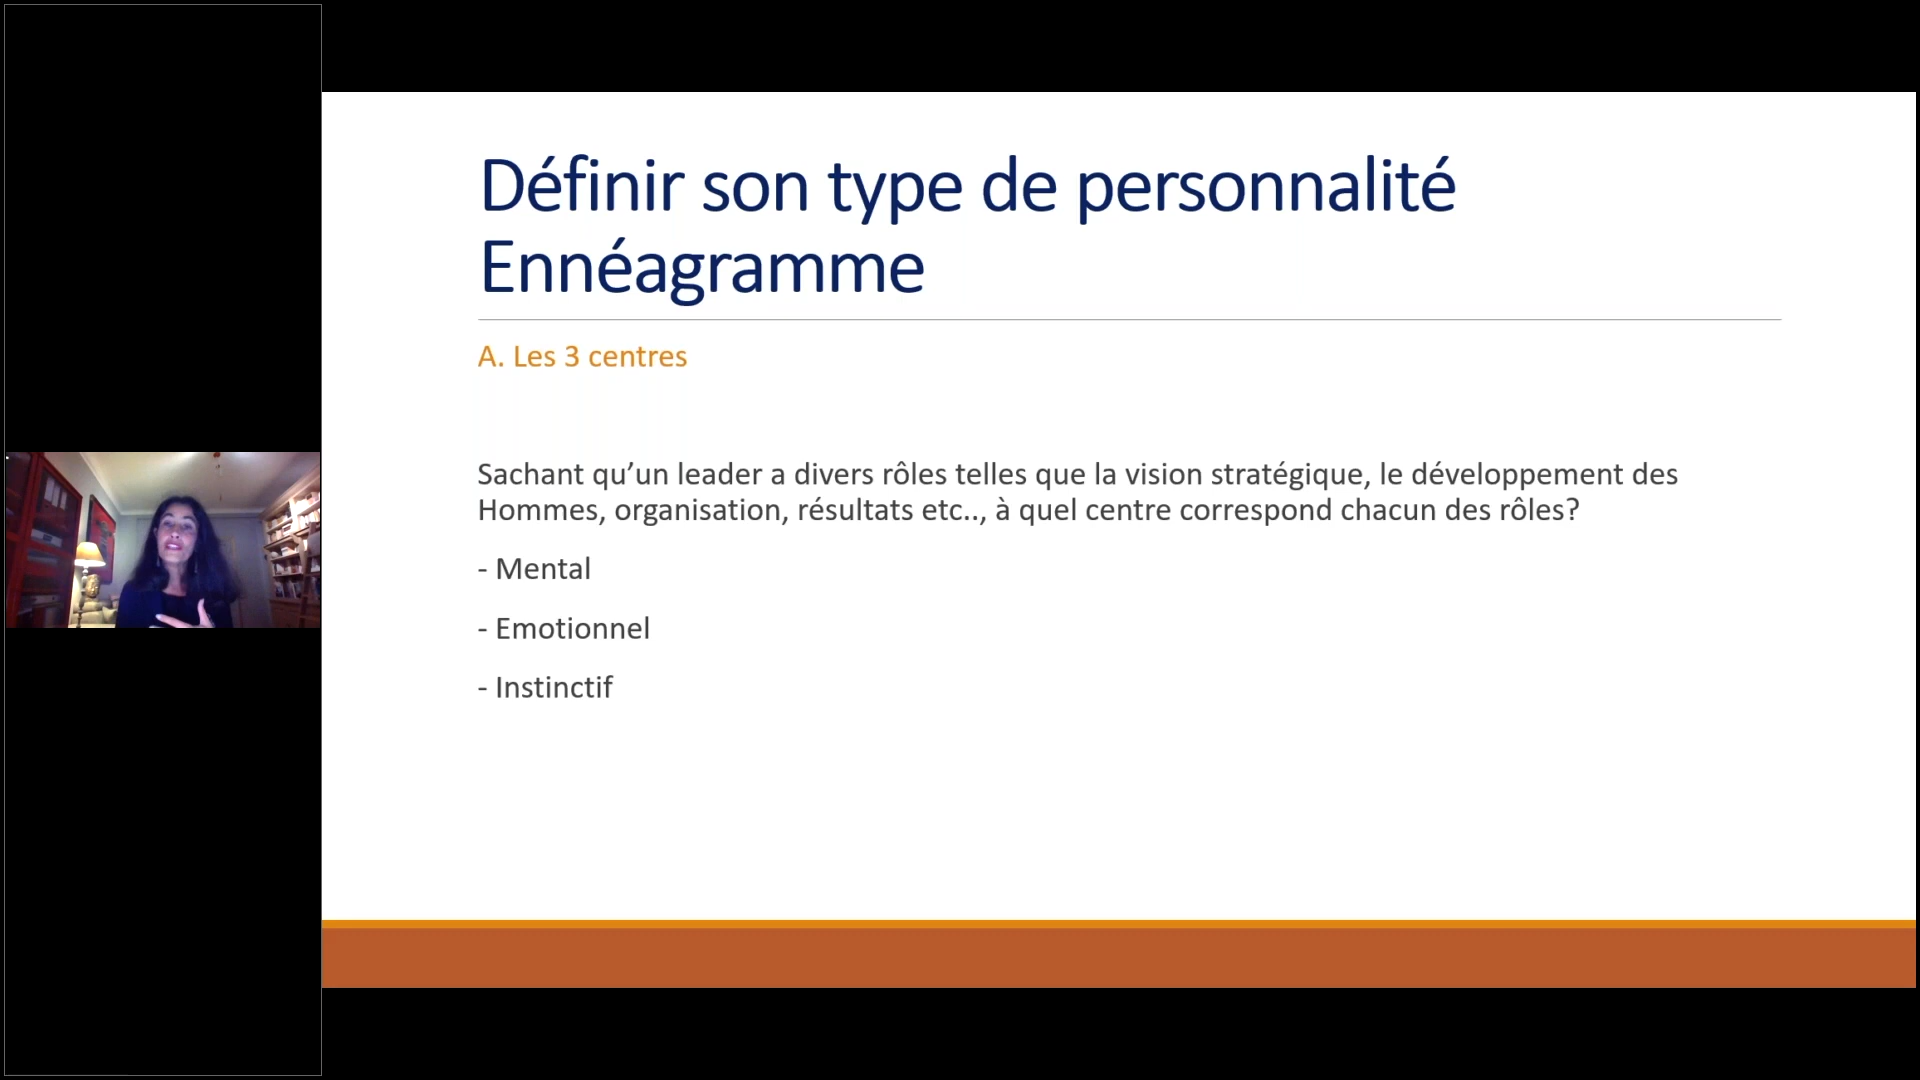 Définir son type de personnalité
Ennéagramme
A. Les 3 centres
Sachant qu’un leader a divers rôles telles que la vision stratégique, le développement des
Hommes, organisation, résultats etc.., à quel centre correspond chacun des rôles?
- Mental
- Emotionnel
- Instinctif